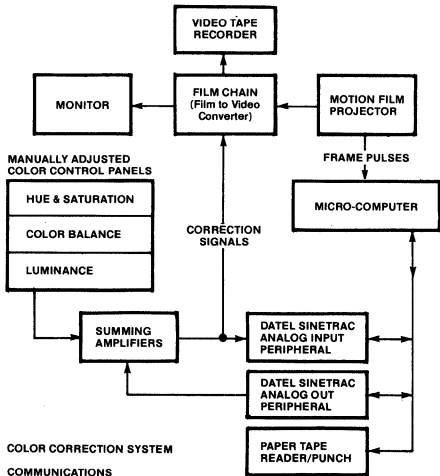 VIDEO TAPE
RECORDER
MONITOR
FILM CHAIN
(Film to Video
Converter)
MOTION FILM
PROJECTOR
MANUALLY ADJUSTED
COLOR CONTROL PANELS
FRAME PULSES
HUE & SATURATION
COLOR BALANCE
LUMINANCE
CORRECTION
SIGNALS
MICRO-COMPUTER
SUMMING
AMPLIFIERS
DATEL SINETRAC
ANALOG INPUT
PERIPHERAL
DATEL SINETRAC
ANALOG OUT
PERIPHERAL
PAPER TAPE
READER/PUNCH
COLOR CORRECTION SYSTEM
COMMUNICATIONS